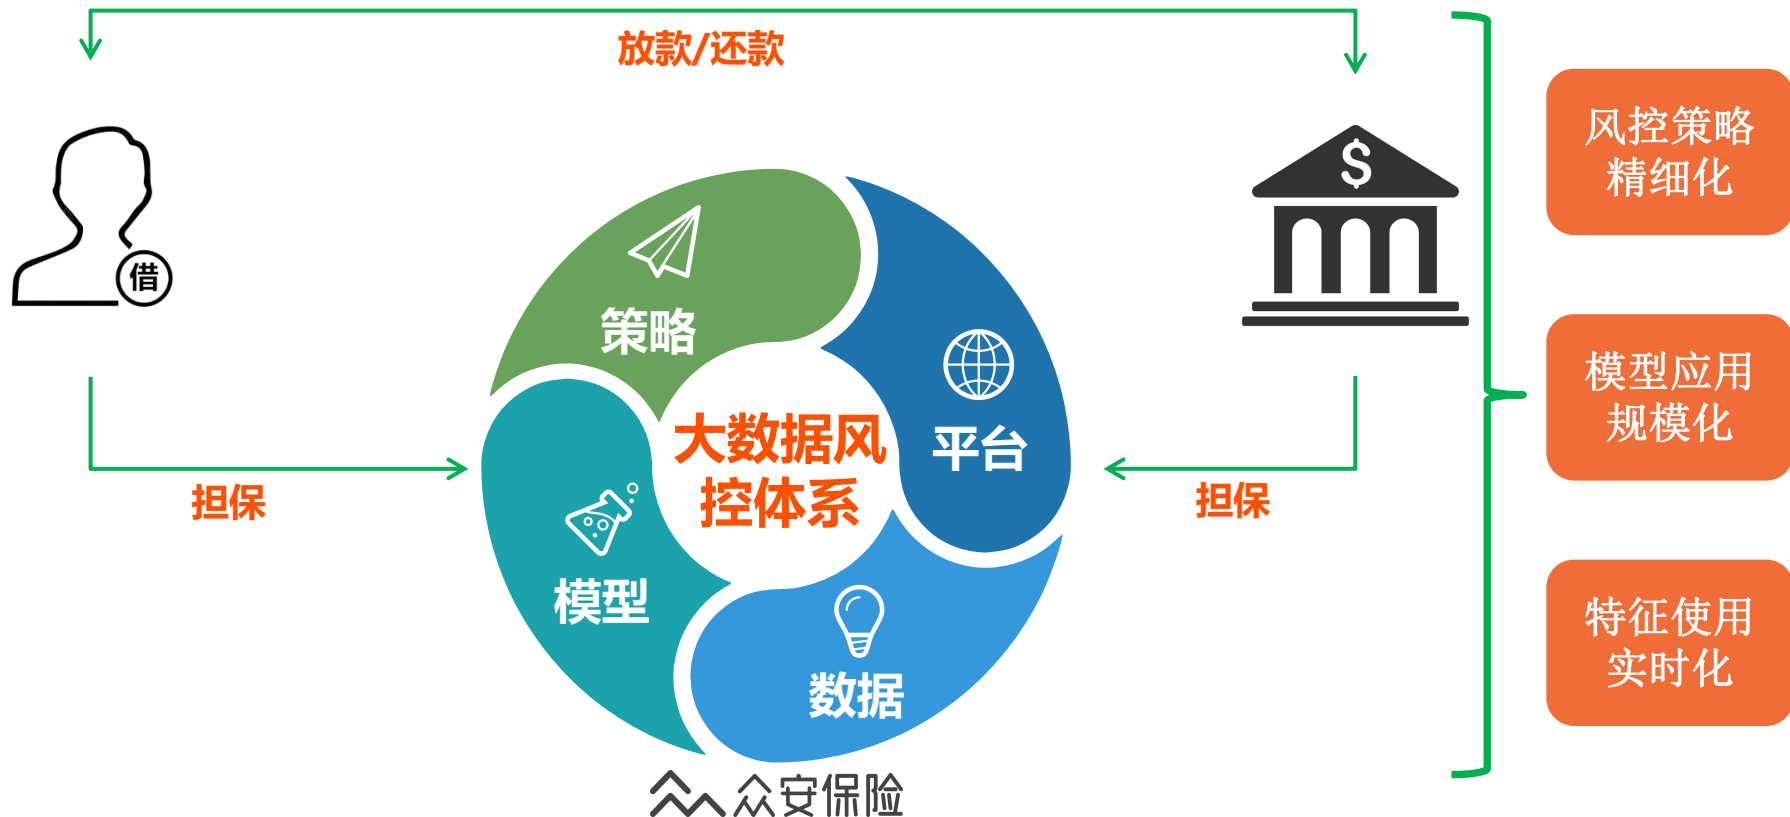 放款/还款
借
担保
策略
平台
大数据风
控体系
模型
数据
担保
$
众安保险
风控策略
精细化
模型应用
规模化
特征使用
实时化